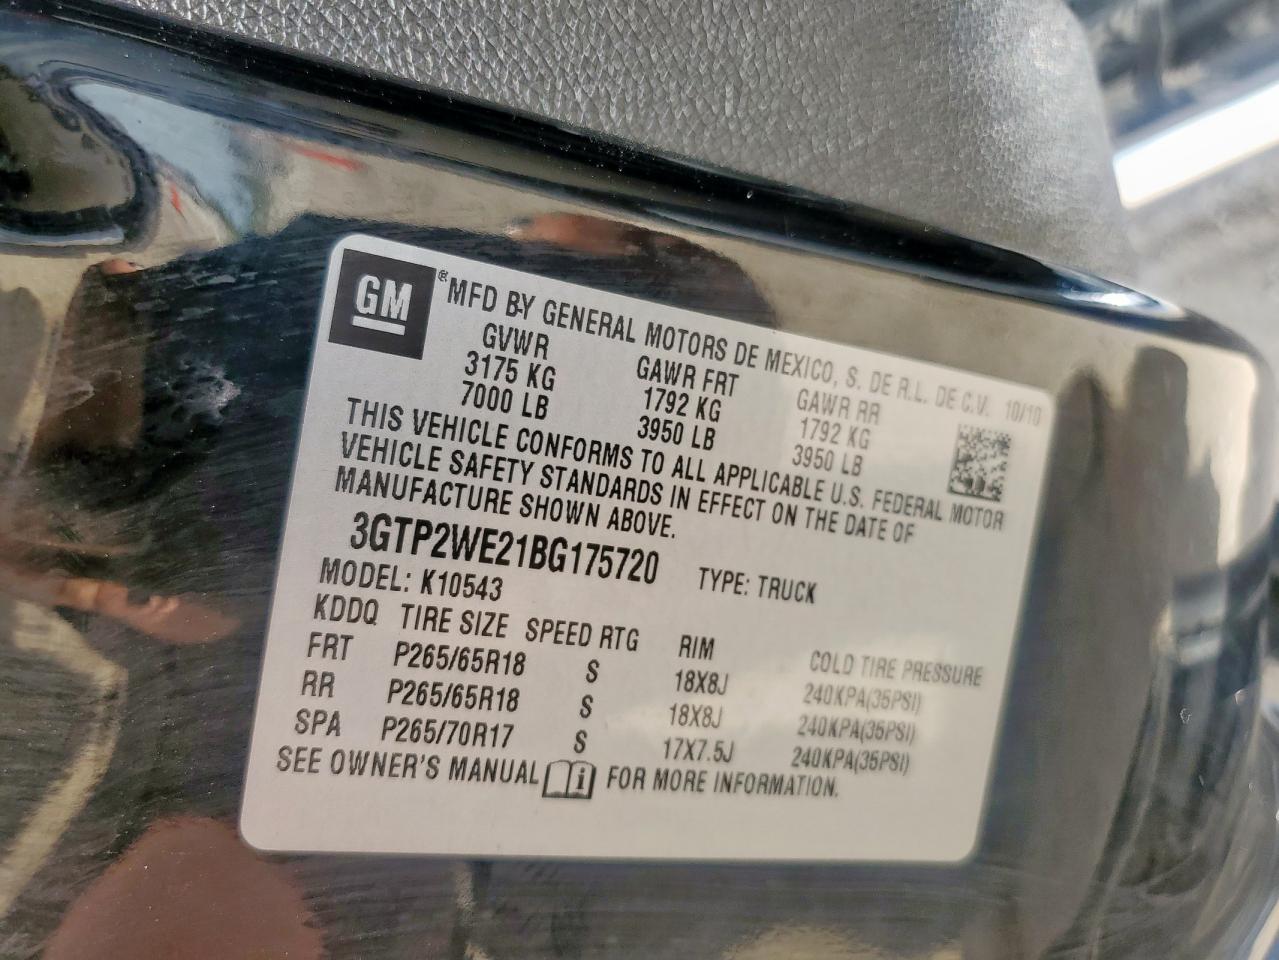 GM ® MFD BY GENERAL MOTORS DE MEXICO, S. DE R.L. DE C.V. 10/10
GVWR GAWR FRT GAWR RR
3175 KG 1792 KG 1792 KG
7000 LB 3950 LB 3950 LB
THIS VEHICLE CONFORMS TO ALL APPLICABLE U.S. FEDERAL MOTOR
VEHICLE SAFETY STANDARDS IN EFFECT ON THE DATE OF
MANUFACTURE SHOWN ABOVE.
3GTP2WE21BG175720 TYPE: TRUCK
MODEL: K10543
KDDQ TIRE SIZE SPEED RTG RIM COLD TIRE PRESSURE
FRT P265/65R18 S 18X8J 240KPA(35PSI)
RR P265/65R18 S 18X8J 240KPA(35PSI)
SPA P265/70R17 S 17X7.5J 240KPA(35PSI)
SEE OWNER'S MANUAL i FOR MORE INFORMATION.